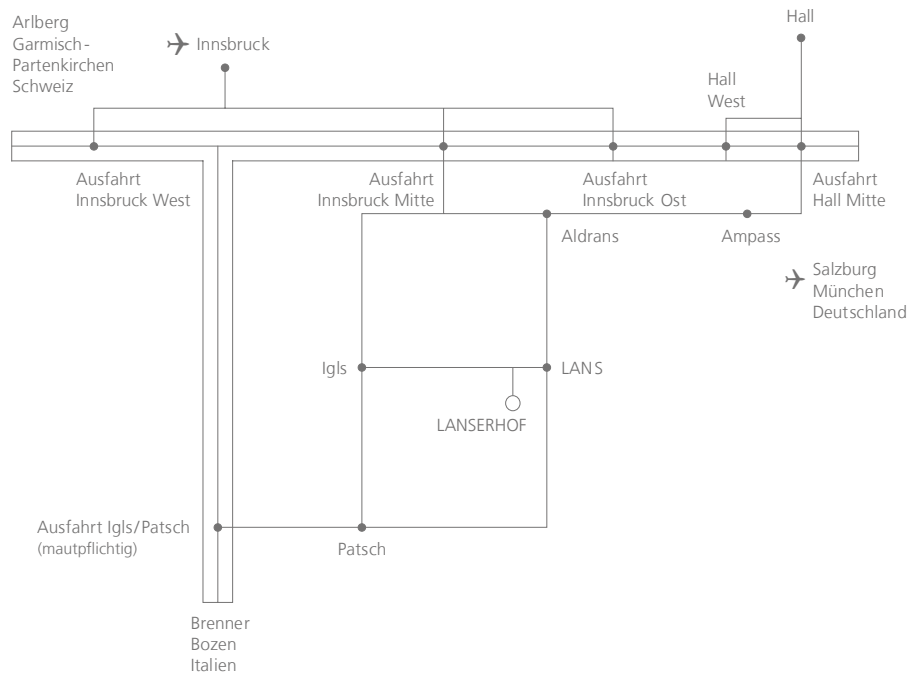 Arlberg
Garmisch-
Partenkirchen
Schweiz
Innsbruck
Hall
Hall
West
Ausfahrt
Innsbruck West
Ausfahrt
Innsbruck Mitte
Ausfahrt
Innsbruck Ost
Ausfahrt
Hall Mitte
Aldrans
Ampass
Salzburg
München
Deutschland
Igls
LANS
LANSERHOF
Ausfahrt Igls/Patsch
(mautpflichtig)
Patsch
Brenner
Bozen
Italien